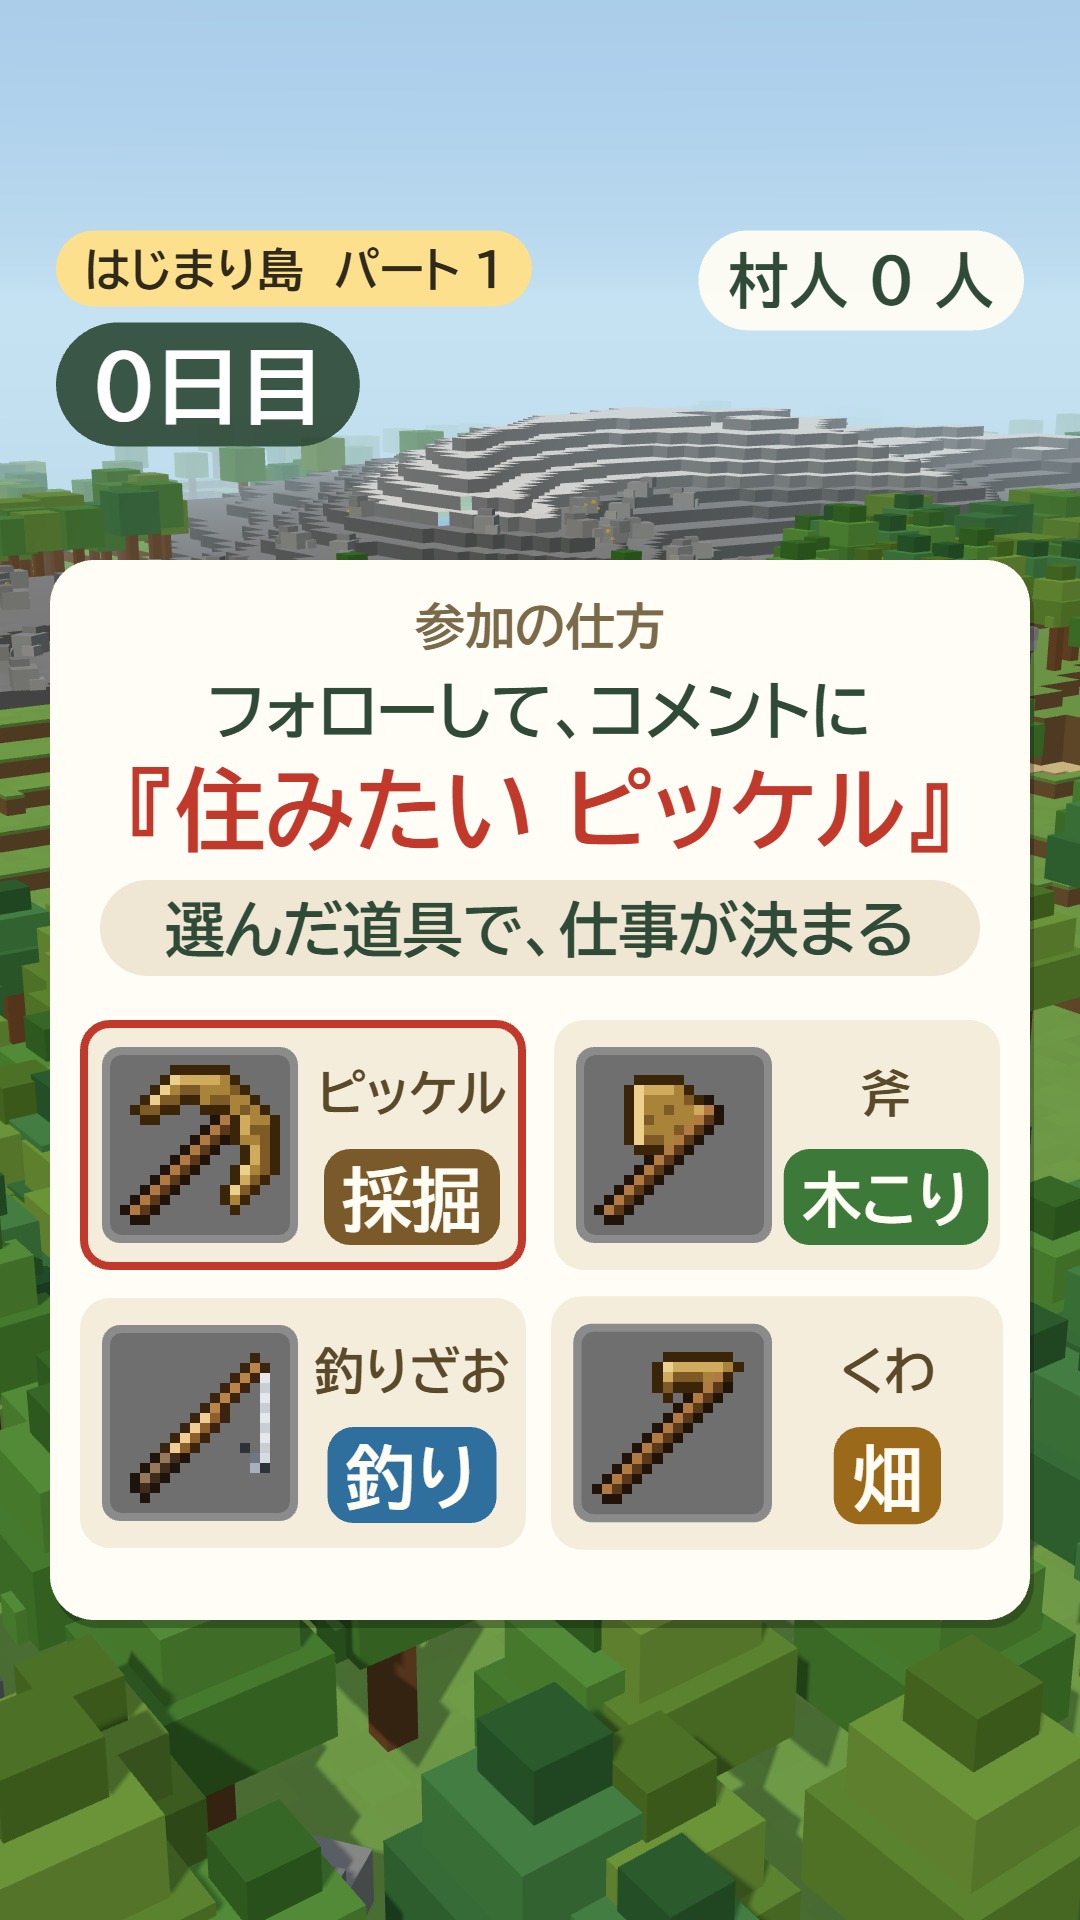 はじまり島 パート 1
村人 0 人
0日目
参加の仕方
フォローして、コメントに
『住みたい ピッケル』
選んだ道具で、仕事が決まる
ピッケル
採掘
斧
木こり
釣りざお
釣り
くわ
畑